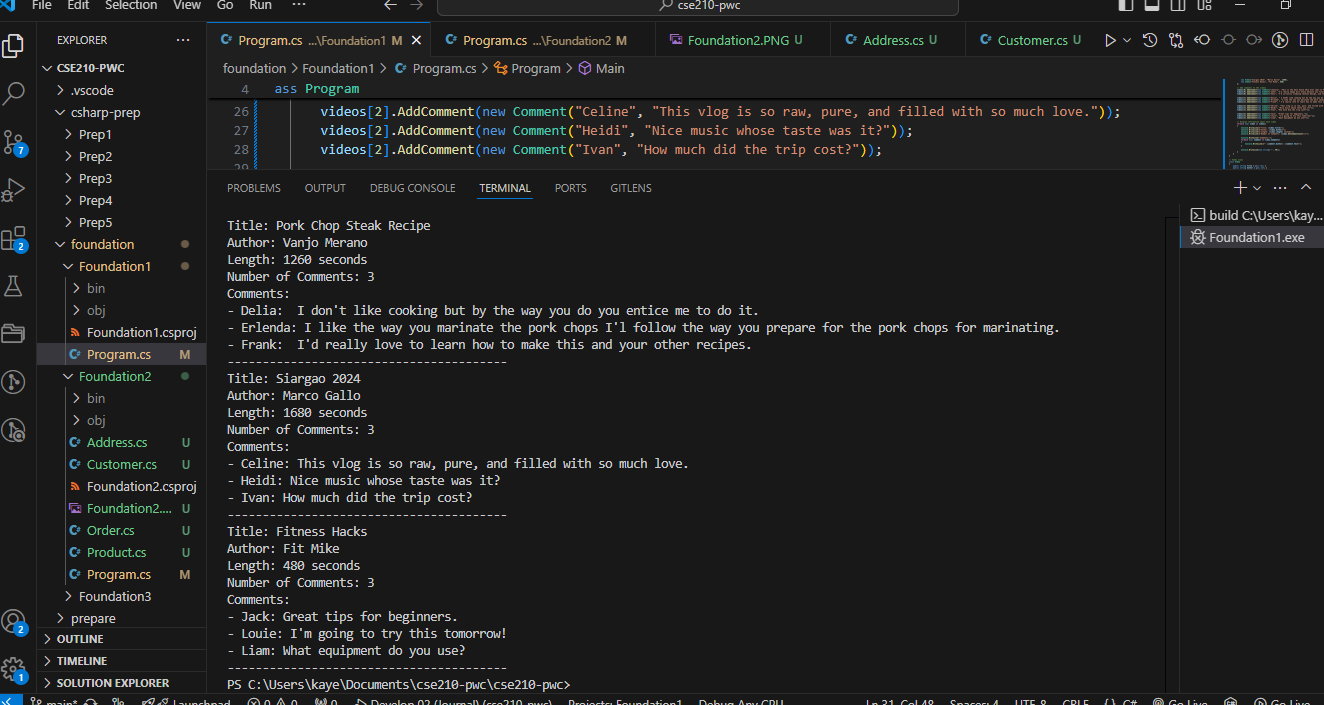 File Edit Selection View Go Run ··· cse210-pwc
EXPLORER ···
CSE210-PWC
.vscode
csharp-prep
Prep1
Prep2
Prep3
Prep4
Prep5
foundation
Foundation1
bin
obj
Foundation1.csproj
Program.cs M
Foundation2
bin
obj
Address.cs U
Customer.cs U
Foundation2.csproj
Foundation2.... U
Order.cs U
Product.cs U
Program.cs M
Foundation3
prepare
OUTLINE
TIMELINE
SOLUTION EXPLORER
7
2
2
1
Program.cs ...\Foundation1 M Program.cs ...\Foundation2 M Foundation2.PNG U Address.cs U Customer.cs U
foundation > Foundation1 > Program.cs > Program > Main
4 ass Program
26 videos[2].AddComment(new Comment("Celine", "This vlog is so raw, pure, and filled with so much love."));
27 videos[2].AddComment(new Comment("Heidi", "Nice music whose taste was it?"));
28 videos[2].AddComment(new Comment("Ivan", "How much did the trip cost?"));
29
PROBLEMS OUTPUT DEBUG CONSOLE TERMINAL PORTS GITLENS
build C:\Users\kay...
Foundation1.exe
Title: Pork Chop Steak Recipe
Author: Vanjo Merano
Length: 1260 seconds
Number of Comments: 3
Comments:
- Delia:  I don't like cooking but by the way you do you entice me to do it.
- Erlenda: I like the way you marinate the pork chops I'l follow the way you prepare for the pork chops for marinating.
- Frank:  I'd really love to learn how to make this and your other recipes.
--------------------------------------
Title: Siargao 2024
Author: Marco Gallo
Length: 1680 seconds
Number of Comments: 3
Comments:
- Celine: This vlog is so raw, pure, and filled with so much love.
- Heidi: Nice music whose taste was it?
- Ivan: How much did the trip cost?
--------------------------------------
Title: Fitness Hacks
Author: Fit Mike
Length: 480 seconds
Number of Comments: 3
Comments:
- Jack: Great tips for beginners.
- Louie: I'm going to try this tomorrow!
- Liam: What equipment do you use?
--------------------------------------
PS C:\Users\kaye\Documents\cse210-pwc\cse210-pwc>
main* Launchpad 0 0 0 Develop 02 (Journal) (cse210-pwc) Projects: Foundation1 Debug Any CPU Ln 31, Col 48 Spaces: 4 UTF-8 CRLF {} C# Go Live Go Live